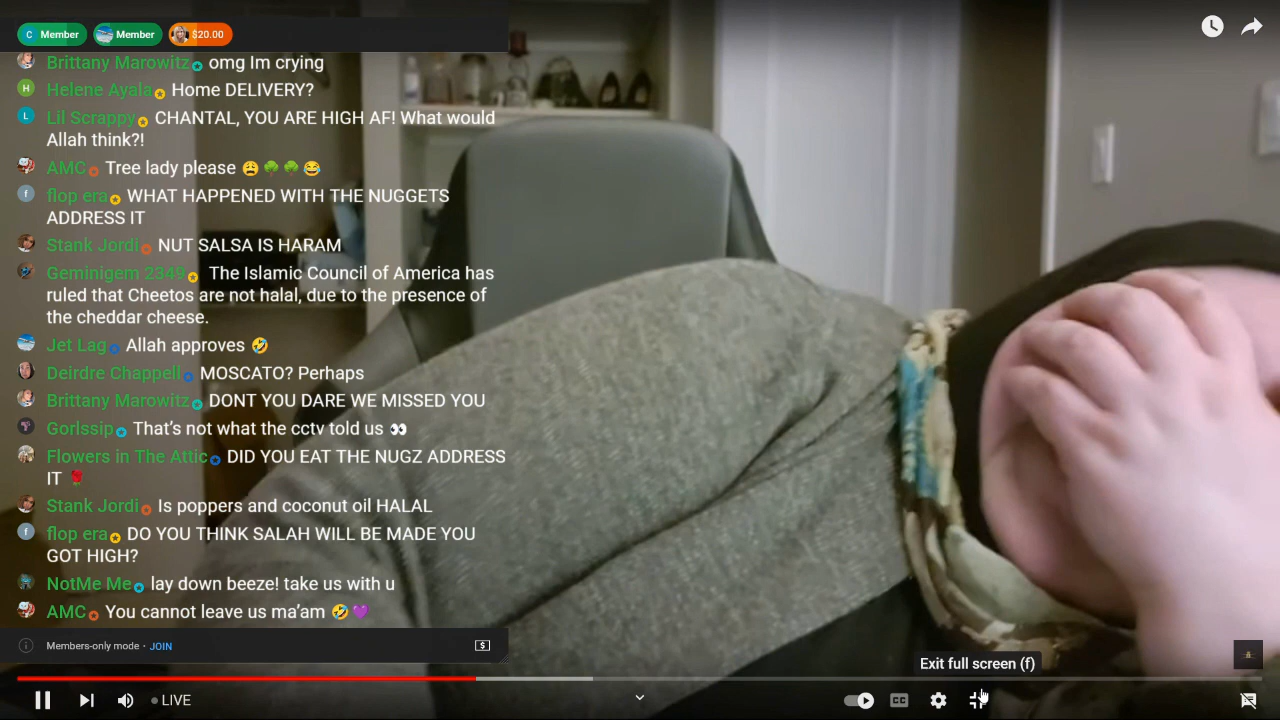 C Member Member $20.00
Brittany Marowitz omg Im crying
H Helene Ayala Home DELIVERY?
L Lil Scrappy CHANTAL, YOU ARE HIGH AF! What would
Allah think?!
AMC Tree lady please 😩🌳🌳😂
f flop era WHAT HAPPENED WITH THE NUGGETS
ADDRESS IT
Stank Jordi NUT SALSA IS HARAM
Geminigem 2349 The Islamic Council of America has
ruled that Cheetos are not halal, due to the presence of
the cheddar cheese.
Jet Lag Allah approves 🤣
Deirdre Chappell MOSCATO? Perhaps
Brittany Marowitz DONT YOU DARE WE MISSED YOU
Gorlssip That's not what the cctv told us 👀
Flowers in The Attic DID YOU EAT THE NUGZ ADDRESS
IT 🌹
Stank Jordi Is poppers and coconut oil HALAL
f flop era DO YOU THINK SALAH WILL BE MADE YOU
GOT HIGH?
NotMe Me lay down beeze! take us with u
AMC You cannot leave us ma'am 🤣💜
Members-only mode · JOIN
Exit full screen (f)
LIVE
CC